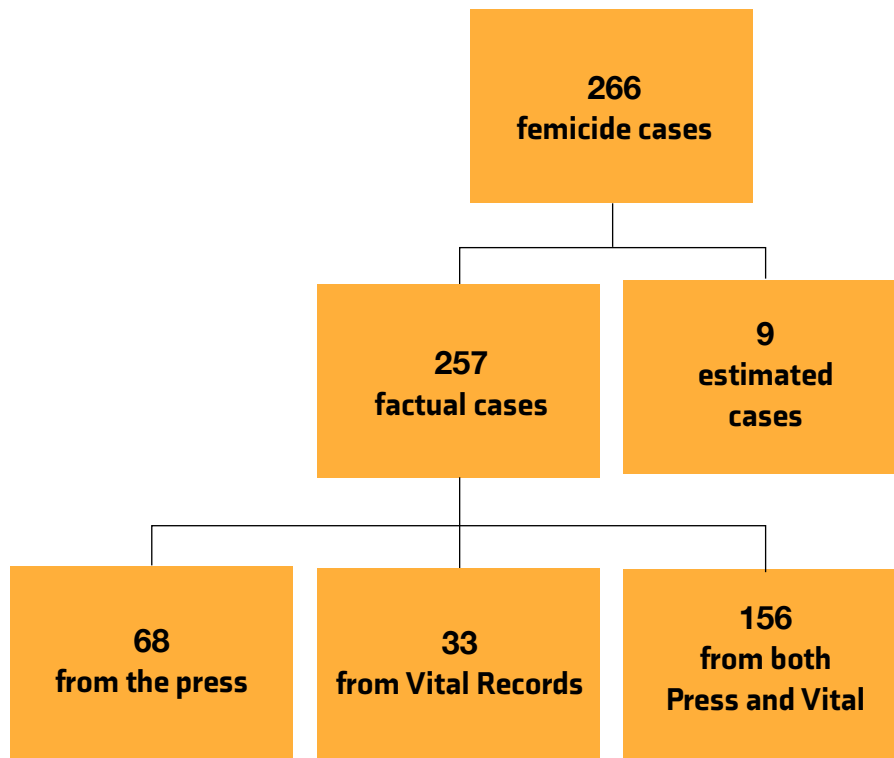 266
femicide cases
257
factual cases
9
estimated
cases
68
from the press
33
from Vital Records
156
from both
Press and Vital